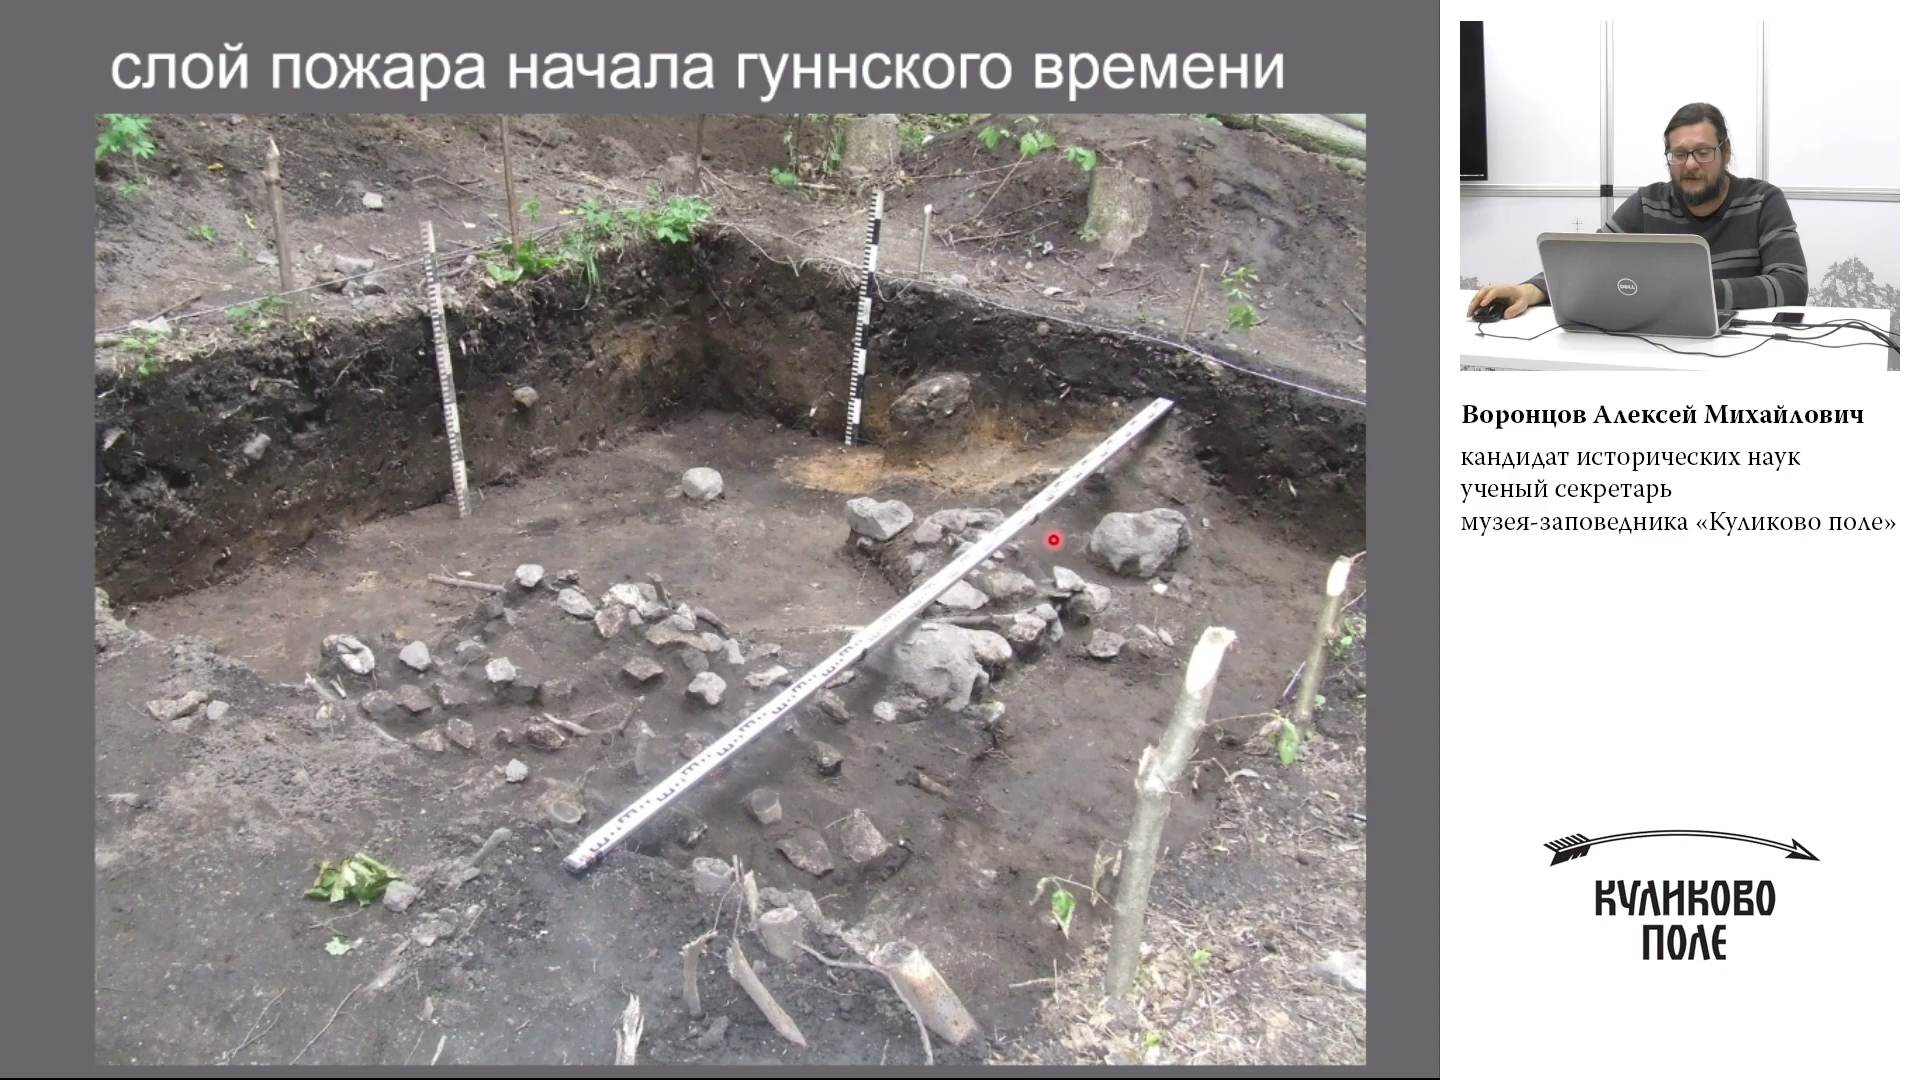 слой пожара начала гуннского времени
DELL
Воронцов Алексей Михайлович
кандидат исторических наук
ученый секретарь
музея-заповедника «Куликово поле»
КУЛИКОВО
ПОЛЕ